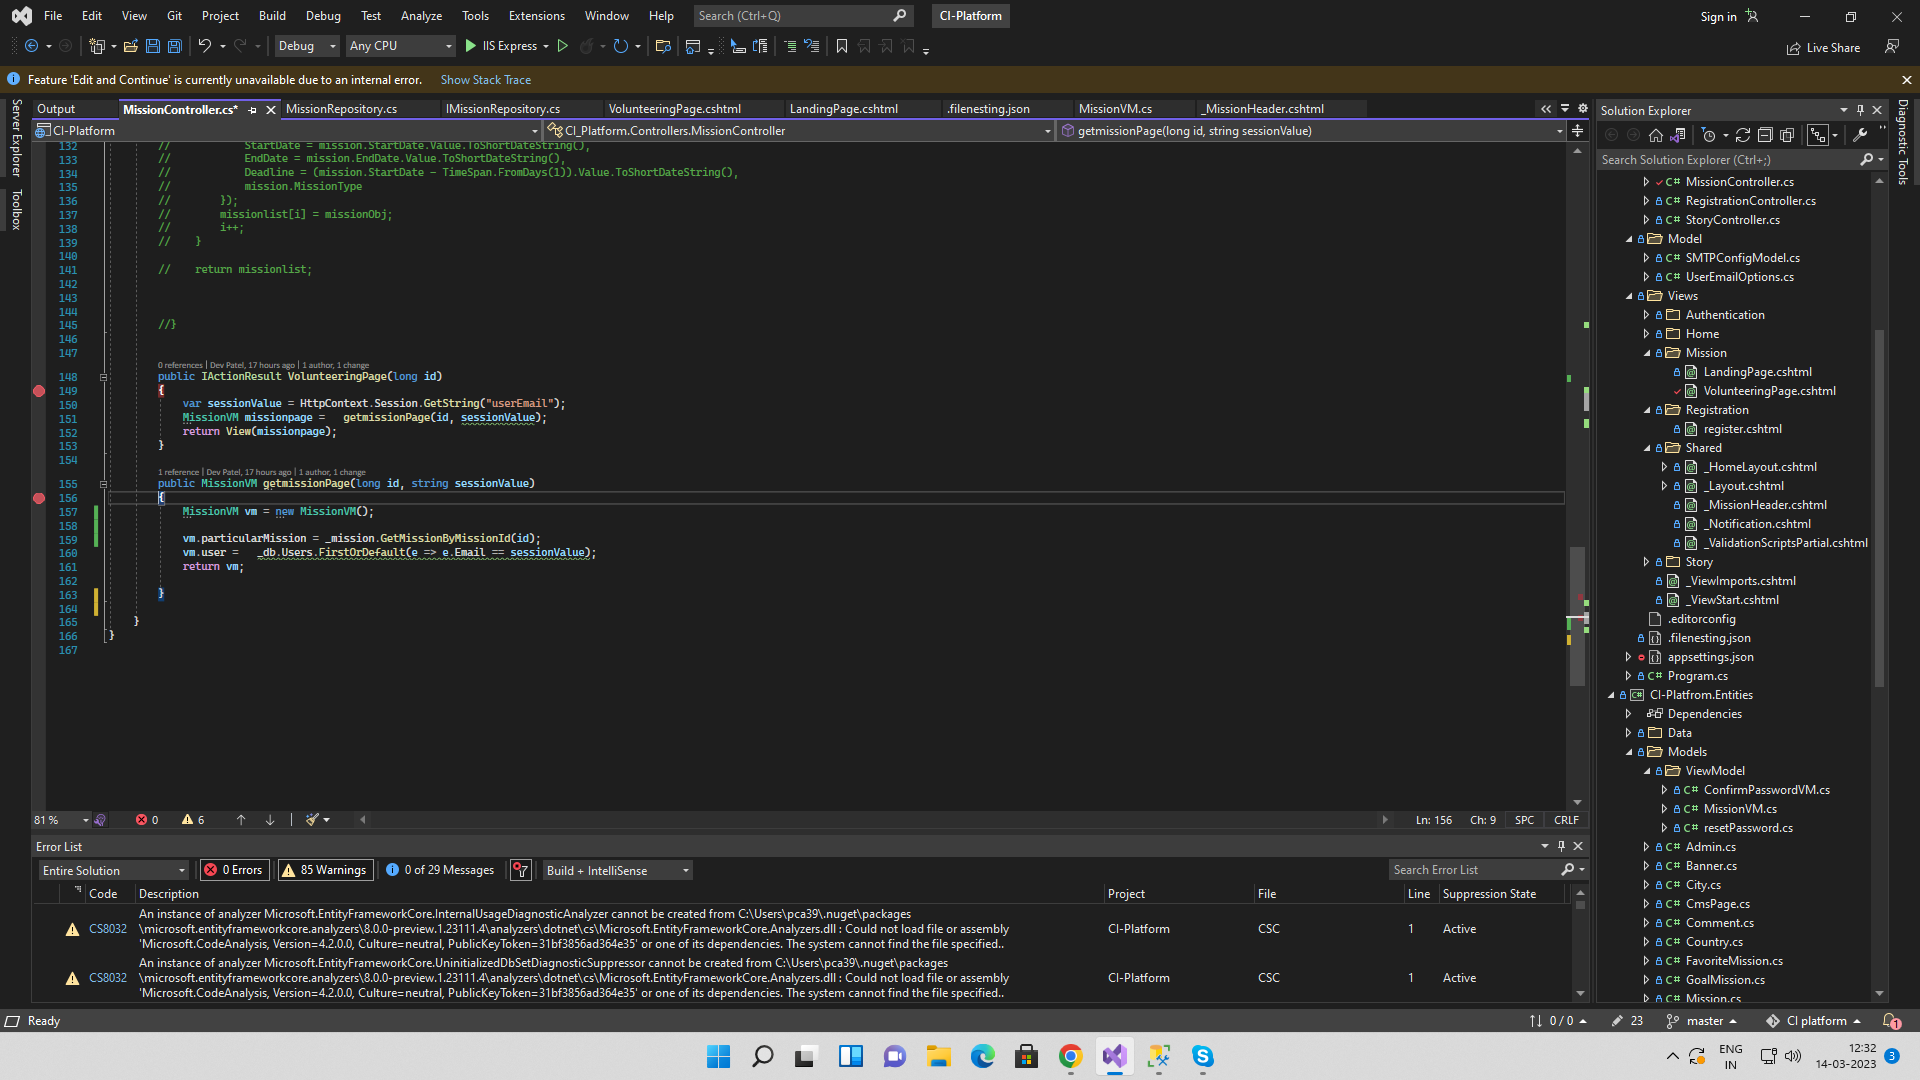 File Edit View Git Project Build Debug Test Analyze Tools Extensions Window Help Search (Ctrl+Q) CI-Platform Sign in
Debug Any CPU IIS Express Live Share
Feature 'Edit and Continue' is currently unavailable due to an internal error. Show Stack Trace
Server Explorer
Toolbox
Output MissionController.cs* MissionRepository.cs IMissionRepository.cs VolunteeringPage.cshtml LandingPage.cshtml .filenesting.json MissionVM.cs _MissionHeader.cshtml
CI-Platform CI_Platform.Controllers.MissionController getmissionPage(long id, string sessionValue)
132 // StartDate = mission.StartDate.Value.ToShortDateString(),
133 // EndDate = mission.EndDate.Value.ToShortDateString(),
134 // Deadline = (mission.StartDate - TimeSpan.FromDays(1)).Value.ToShortDateString(),
135 // mission.MissionType
136 // });
137 // missionlist[i] = missionObj;
138 // i++;
139 // }
140
141 // return missionlist;
142
143
144
145 //}
146
147
0 references | Dev Patel, 17 hours ago | 1 author, 1 change
148 public IActionResult VolunteeringPage(long id)
149 {
150 var sessionValue = HttpContext.Session.GetString("userEmail");
151 MissionVM missionpage = getmissionPage(id, sessionValue);
152 return View(missionpage);
153 }
154
1 reference | Dev Patel, 17 hours ago | 1 author, 1 change
155 public MissionVM getmissionPage(long id, string sessionValue)
156 {
157 MissionVM vm = new MissionVM();
158
159 vm.particularMission = _mission.GetMissionByMissionId(id);
160 vm.user = _db.Users.FirstOrDefault(e => e.Email == sessionValue);
161 return vm;
162
163 }
164
165 }
166 }
167
81 % 0 6 Ln: 156 Ch: 9 SPC CRLF
Error List
Entire Solution 0 Errors 85 Warnings 0 of 29 Messages Build + IntelliSense Search Error List
Code Description Project File Line Suppression State
An instance of analyzer Microsoft.EntityFrameworkCore.InternalUsageDiagnosticAnalyzer cannot be created from C:\Users\pca39\.nuget\packages
CS8032 \microsoft.entityframeworkcore.analyzers\8.0.0-preview.1.23111.4\analyzers\dotnet\cs\Microsoft.EntityFrameworkCore.Analyzers.dll : Could not load file or assembly CI-Platform CSC 1 Active
'Microsoft.CodeAnalysis, Version=4.2.0.0, Culture=neutral, PublicKeyToken=31bf3856ad364e35' or one of its dependencies. The system cannot find the file specified..
An instance of analyzer Microsoft.EntityFrameworkCore.UninitializedDbSetDiagnosticSuppressor cannot be created from C:\Users\pca39\.nuget\packages
CS8032 \microsoft.entityframeworkcore.analyzers\8.0.0-preview.1.23111.4\analyzers\dotnet\cs\Microsoft.EntityFrameworkCore.Analyzers.dll : Could not load file or assembly CI-Platform CSC 1 Active
'Microsoft.CodeAnalysis, Version=4.2.0.0, Culture=neutral, PublicKeyToken=31bf3856ad364e35' or one of its dependencies. The system cannot find the file specified..
Solution Explorer
Search Solution Explorer (Ctrl+;)
C# MissionController.cs
C# RegistrationController.cs
C# StoryController.cs
Model
C# SMTPConfigModel.cs
C# UserEmailOptions.cs
Views
Authentication
Home
Mission
LandingPage.cshtml
VolunteeringPage.cshtml
Registration
register.cshtml
Shared
_HomeLayout.cshtml
_Layout.cshtml
_MissionHeader.cshtml
_Notification.cshtml
_ValidationScriptsPartial.cshtml
Story
_ViewImports.cshtml
_ViewStart.cshtml
.editorconfig
.filenesting.json
appsettings.json
C# Program.cs
CI-Platfrom.Entities
Dependencies
Data
Models
ViewModel
C# ConfirmPasswordVM.cs
C# MissionVM.cs
C# resetPassword.cs
C# Admin.cs
C# Banner.cs
C# City.cs
C# CmsPage.cs
C# Comment.cs
C# Country.cs
C# FavoriteMission.cs
C# GoalMission.cs
C# Mission.cs
Diagnostic Tools
Ready 0 / 0 23 master CI platform 1
ENG
IN
12:32
14-03-2023
3